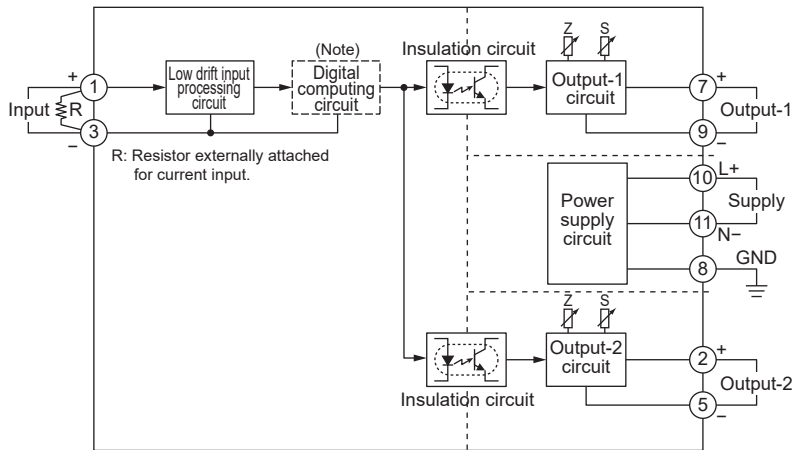 (Note)
Insulation circuit
Z
S
+
1
Low drift input
processing
circuit
Digital
computing
circuit
Output-1
circuit
7
+
Input
R
Output-1
3
−
9
−
R: Resistor externally attached
for current input.
10
L+
Power
supply
circuit
Supply
11
N−
8
GND
Z
S
Output-2
circuit
2
+
Output-2
Insulation circuit
5
−